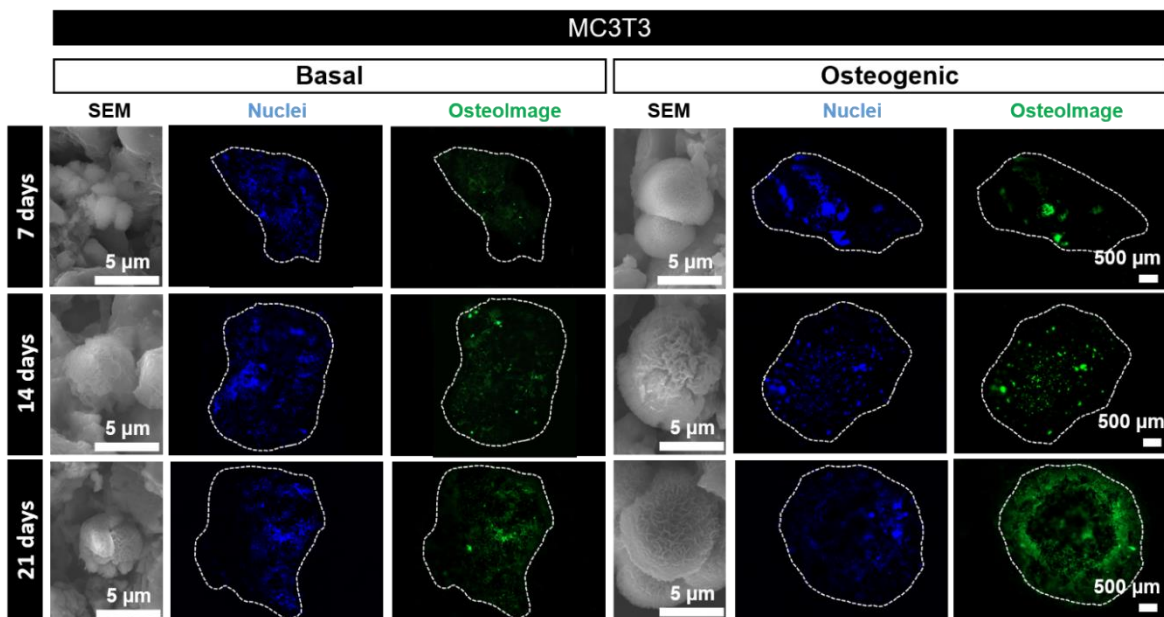 MC3T3
Basal
Osteogenic
SEM
Nuclei
OsteoImage
SEM
Nuclei
OsteoImage
7 days
5 µm
5 µm
500 µm
14 days
5 µm
5 µm
500 µm
21 days
5 µm
5 µm
500 µm